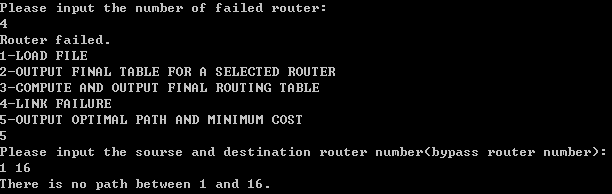 Please input the number of failed router:
4
Router failed.
1-LOAD FILE
2-OUTPUT FINAL TABLE FOR A SELECTED ROUTER
3-COMPUTE AND OUTPUT FINAL ROUTING TABLE
4-LINK FAILURE
5-OUTPUT OPTIMAL PATH AND MINIMUM COST
5
Please input the sourse and destination router number(bypass router number):
1 16
There is no path between 1 and 16.